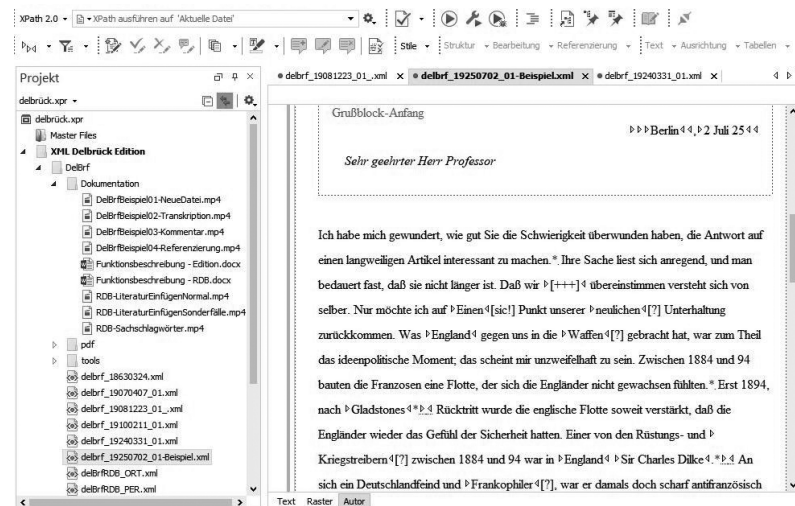 XPath 2.0 XPath ausführen auf 'Aktuelle Datei'
Stile Struktur Bearbeitung Referenzierung Text Ausrichtung Tabellen
Projekt
delbrück.xpr
delbrück.xpr
Master Files
XML Delbrück Edition
DelBrf
Dokumentation
DelBrfBeispiel01-NeueDatei.mp4
DelBrfBeispiel02-Transkription.mp4
DelBrfBeispiel03-Kommentar.mp4
DelBrfBeispiel04-Referenzierung.mp4
Funktionsbeschreibung - Edition.docx
Funktionsbeschreibung - RDB.docx
RDB-LiteraturEinfügenNormal.mp4
RDB-LiteraturEinfügenSonderfälle.mp4
RDB-Sachschlagwörter.mp4
pdf
tools
delbrf_18630324.xml
delbrf_19070407_01.xml
delbrf_19081223_01_.xml
delbrf_19100211_01.xml
delbrf_19240331_01.xml
delbrf_19250702_01-Beispiel.xml
delBrfRDB_ORT.xml
delBrfRDB_PER.xml
delbrf_19081223_01_.xml delbrf_19250702_01-Beispiel.xml delbrf_19240331_01.xml
Grußblock-Anfang
Berlin, 2 Juli 25
Sehr geehrter Herr Professor
Ich habe mich gewundert, wie gut Sie die Schwierigkeit überwunden haben, die Antwort auf
einen langweiligen Artikel interessant zu machen.* Ihre Sache liest sich anregend, und man
bedauert fast, daß sie nicht länger ist. Daß wir [+++] übereinstimmen versteht sich von
selber. Nur möchte ich auf Einen [sic!] Punkt unserer neulichen [?] Unterhaltung
zurückkommen. Was England gegen uns in die Waffen [?] gebracht hat, war zum Theil
das ideenpolitische Moment; das scheint mir unzweifelhaft zu sein. Zwischen 1884 und 94
bauten die Franzosen eine Flotte, der sich die Engländer nicht gewachsen fühlten.* Erst 1894,
nach Gladstones * Rücktritt wurde die englische Flotte soweit verstärkt, daß die
Engländer wieder das Gefühl der Sicherheit hatten. Einer von den Rüstungs- und
Kriegstreibern [?] zwischen 1884 und 94 war in England Sir Charles Dilke .* An
sich ein Deutschlandfeind und Frankophiler [?], war er damals doch scharf antifranzösisch
Text Raster Autor